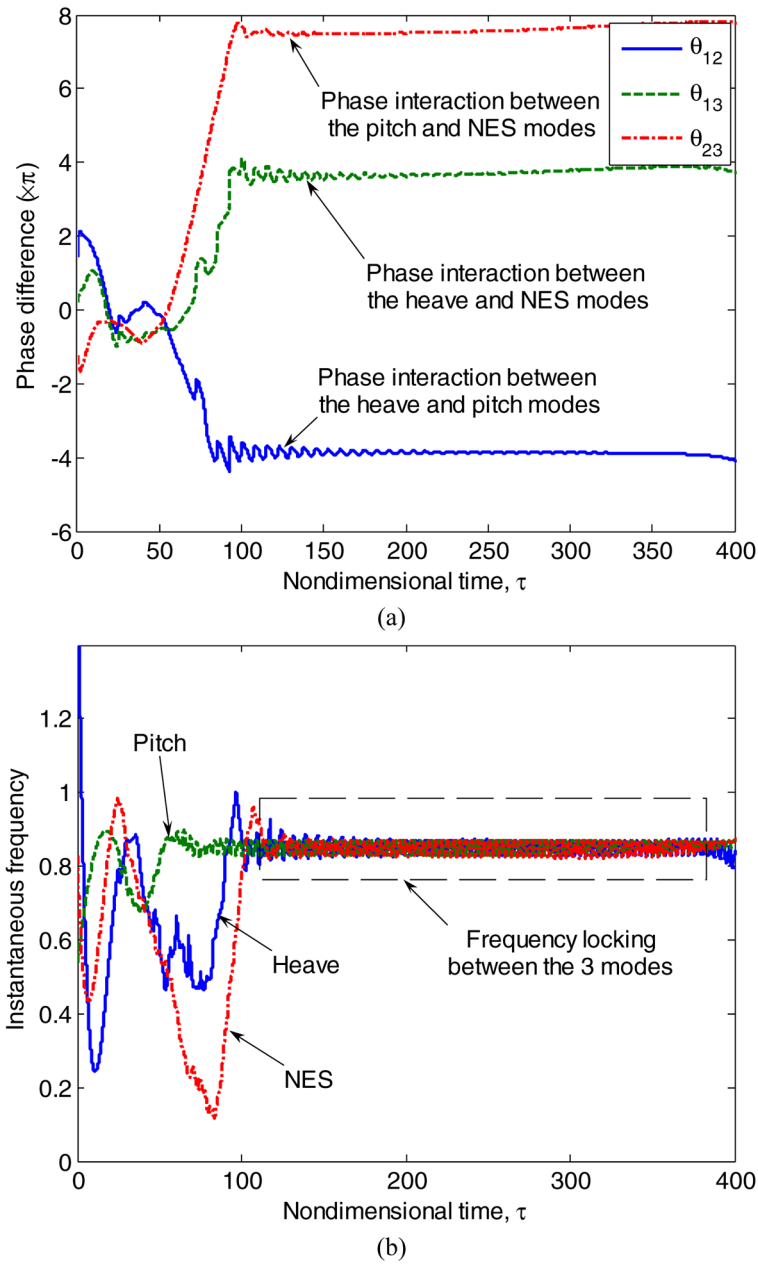 8
6
4
2
0
-2
-4
-6
Phase difference (×π)
θ12
θ13
θ23
Phase interaction between
the pitch and NES modes
Phase interaction between
the heave and NES modes
Phase interaction between
the heave and pitch modes
0 50 100 150 200 250 300 350 400
Nondimensional time, τ
(a)
1.2
1
0.8
0.6
0.4
0.2
0
Instantaneous frequency
Pitch
Heave
NES
Frequency locking
between the 3 modes
0 100 200 300 400
Nondimensional time, τ
(b)